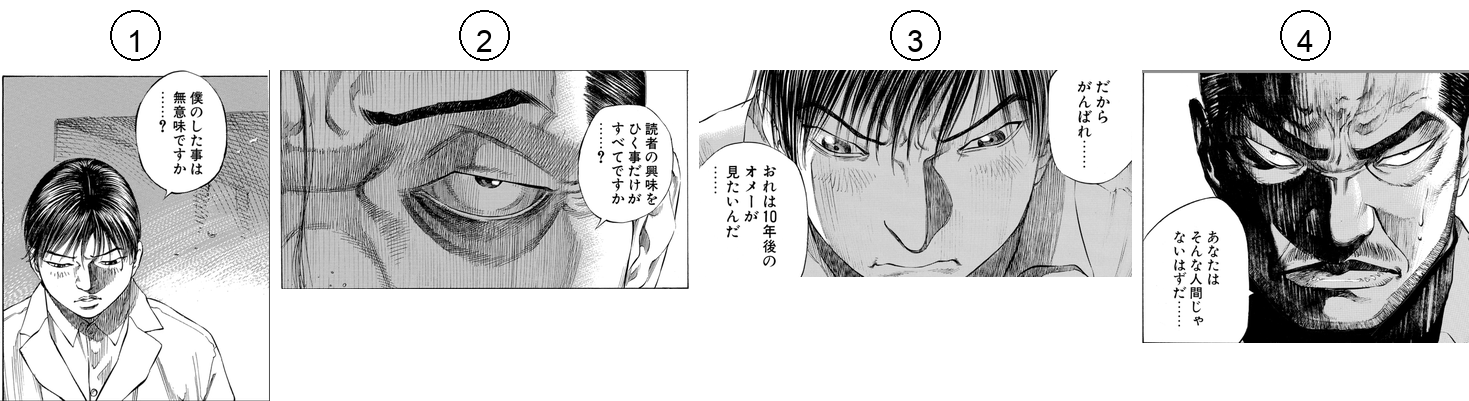 1
僕のした事は
無意味ですか
……?
2
読者の興味を
ひく事だけが
すべてですか
……?
3
だから
がんばれ……
おれは10年後の
オメーが
見たいんだ
……
4
あなたは
そんな人間じゃ
ないはずだ……